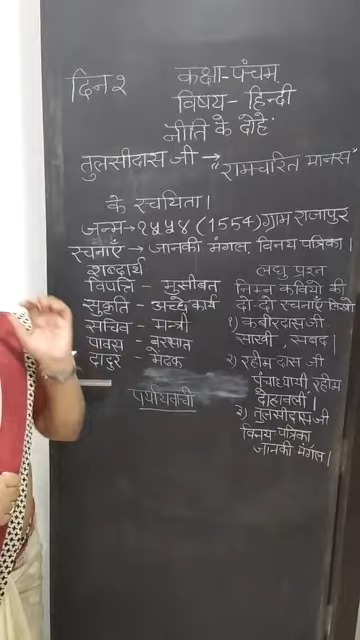 दिन २
कक्षा - पंचम
विषय - हिन्दी
नीति के दोहे
तुलसीदास जी → रामचरित मानस
के रचयिता।
जन्म → १५५४ (1554) ग्राम राजापुर
रचनाएँ → जानकी मंगल, विनय पत्रिका।
शब्दार्थ
विपत्ति - मुसीबत
सुकृति - अच्छे कार्य
सचिव - मन्त्री
पावस - बरसात
दादुर - मेंढक
पर्यायवाची
लघु प्रश्न
निम्न कवियों की
दो-दो रचनाएँ लिखो
१) कबीरदास जी
साखी, सबद।
२) रहीम दास जी
पंचाध्यायी रहीम
दोहावली।
३) तुलसीदास जी
विनय पत्रिका
जानकी मंगल।